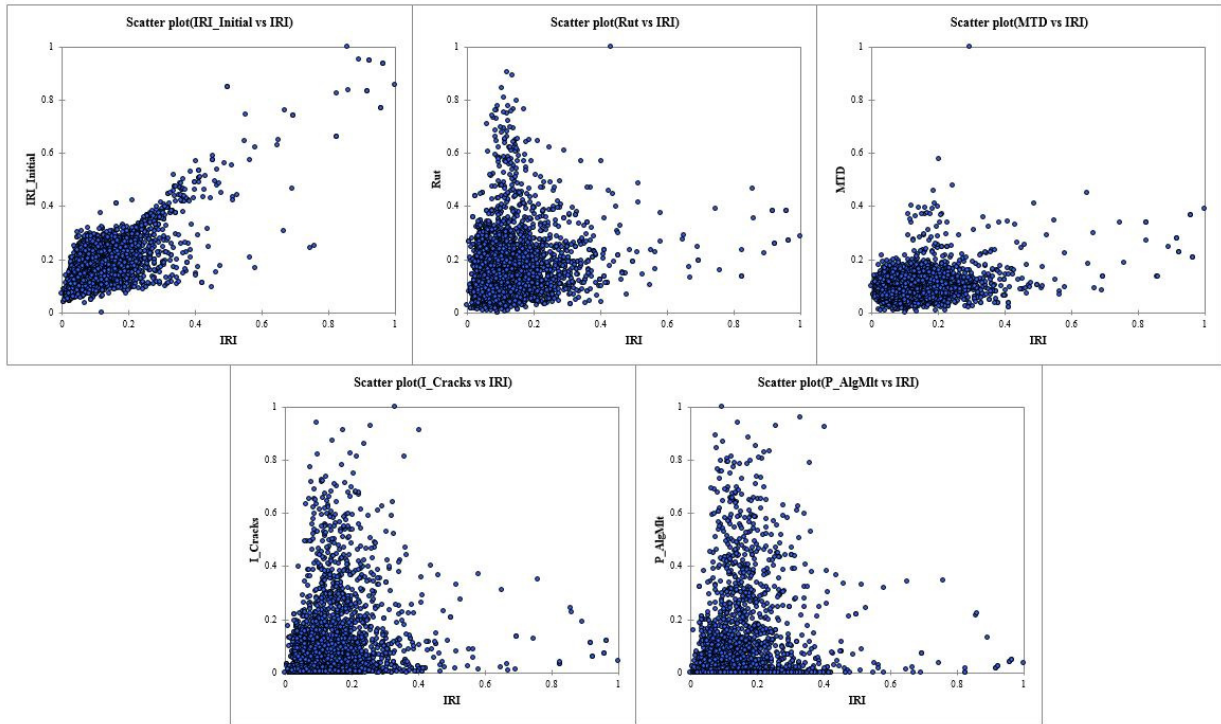 Scatter plot(IRI_Initial vs IRI)
1
0.8
0.6
0.4
0.2
0
IRI_Initial
0 0.2 0.4 0.6 0.8 1
IRI
Scatter plot(Rut vs IRI)
1
0.8
0.6
0.4
0.2
0
Rut
0 0.2 0.4 0.6 0.8 1
IRI
Scatter plot(MTD vs IRI)
1
0.8
0.6
0.4
0.2
0
MTD
0 0.2 0.4 0.6 0.8 1
IRI
Scatter plot(I_Cracks vs IRI)
1
0.8
0.6
0.4
0.2
0
I_Cracks
0 0.2 0.4 0.6 0.8 1
IRI
Scatter plot(P_AlgMlt vs IRI)
1
0.8
0.6
0.4
0.2
0
P_AlgMlt
0 0.2 0.4 0.6 0.8 1
IRI